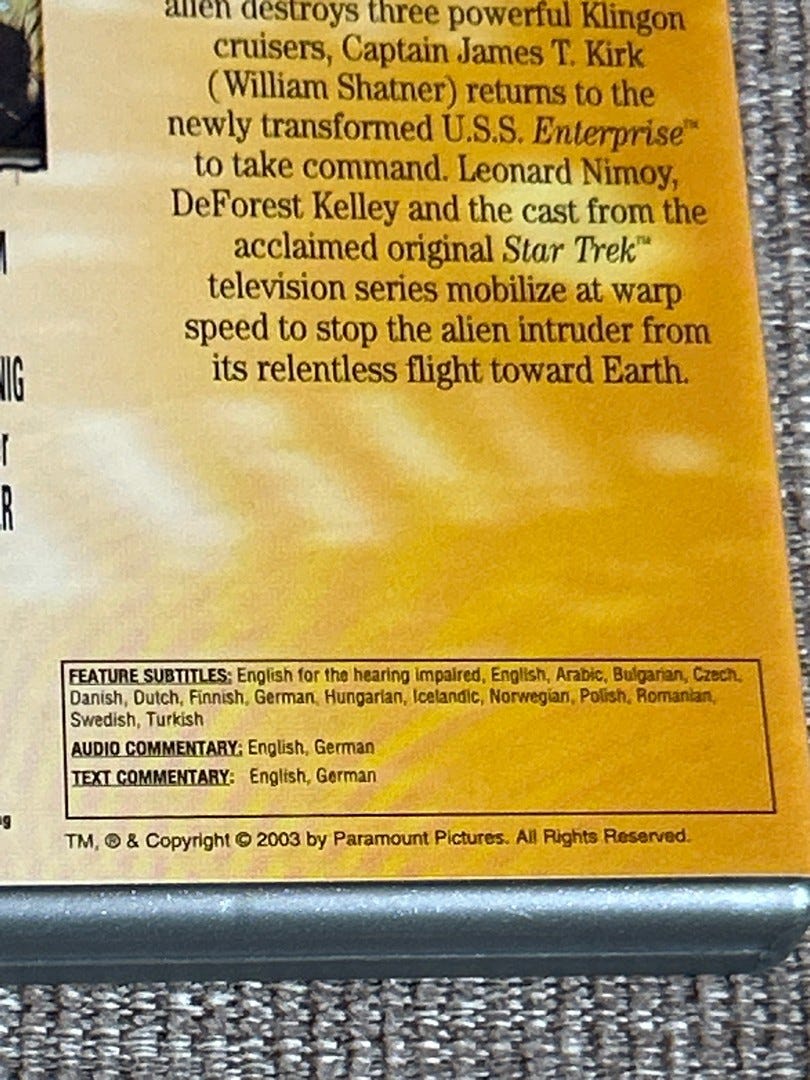 alien destroys three powerful Klingon
cruisers, Captain James T. Kirk
(William Shatner) returns to the
newly transformed U.S.S. Enterprise™
to take command. Leonard Nimoy,
DeForest Kelley and the cast from the
acclaimed original Star Trek™
television series mobilize at warp
speed to stop the alien intruder from
its relentless flight toward Earth.
FEATURE SUBTITLES: English for the hearing impaired, English, Arabic, Bulgarian, Czech,
Danish, Dutch, Finnish, German, Hungarian, Icelandic, Norwegian, Polish, Romanian,
Swedish, Turkish
AUDIO COMMENTARY: English, German
TEXT COMMENTARY: English, German
TM, ® & Copyright © 2003 by Paramount Pictures. All Rights Reserved.